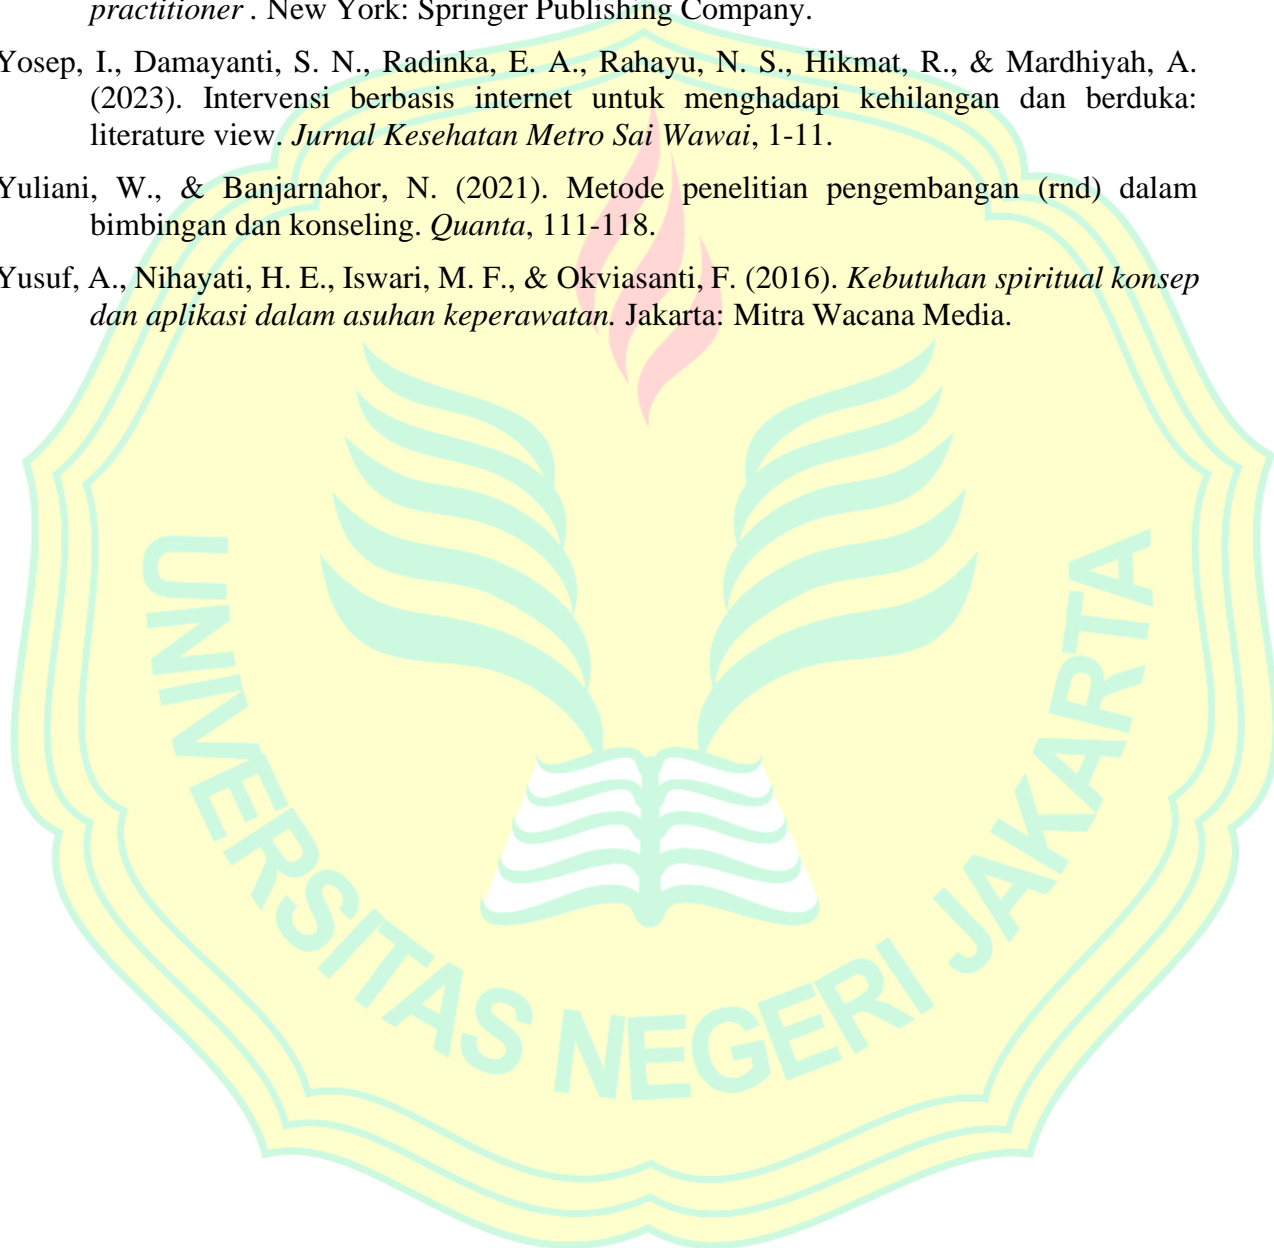 practitioner . New York: Springer Publishing Company.
Yosep, I., Damayanti, S. N., Radinka, E. A., Rahayu, N. S., Hikmat, R., & Mardhiyah, A.
(2023). Intervensi berbasis internet untuk menghadapi kehilangan dan berduka:
literature view. Jurnal Kesehatan Metro Sai Wawai, 1-11.
Yuliani, W., & Banjarnahor, N. (2021). Metode penelitian pengembangan (rnd) dalam
bimbingan dan konseling. Quanta, 111-118.
Yusuf, A., Nihayati, H. E., Iswari, M. F., & Okviasanti, F. (2016). Kebutuhan spiritual konsep
dan aplikasi dalam asuhan keperawatan. Jakarta: Mitra Wacana Media.
UNIVERSITAS NEGERI JAKARTA